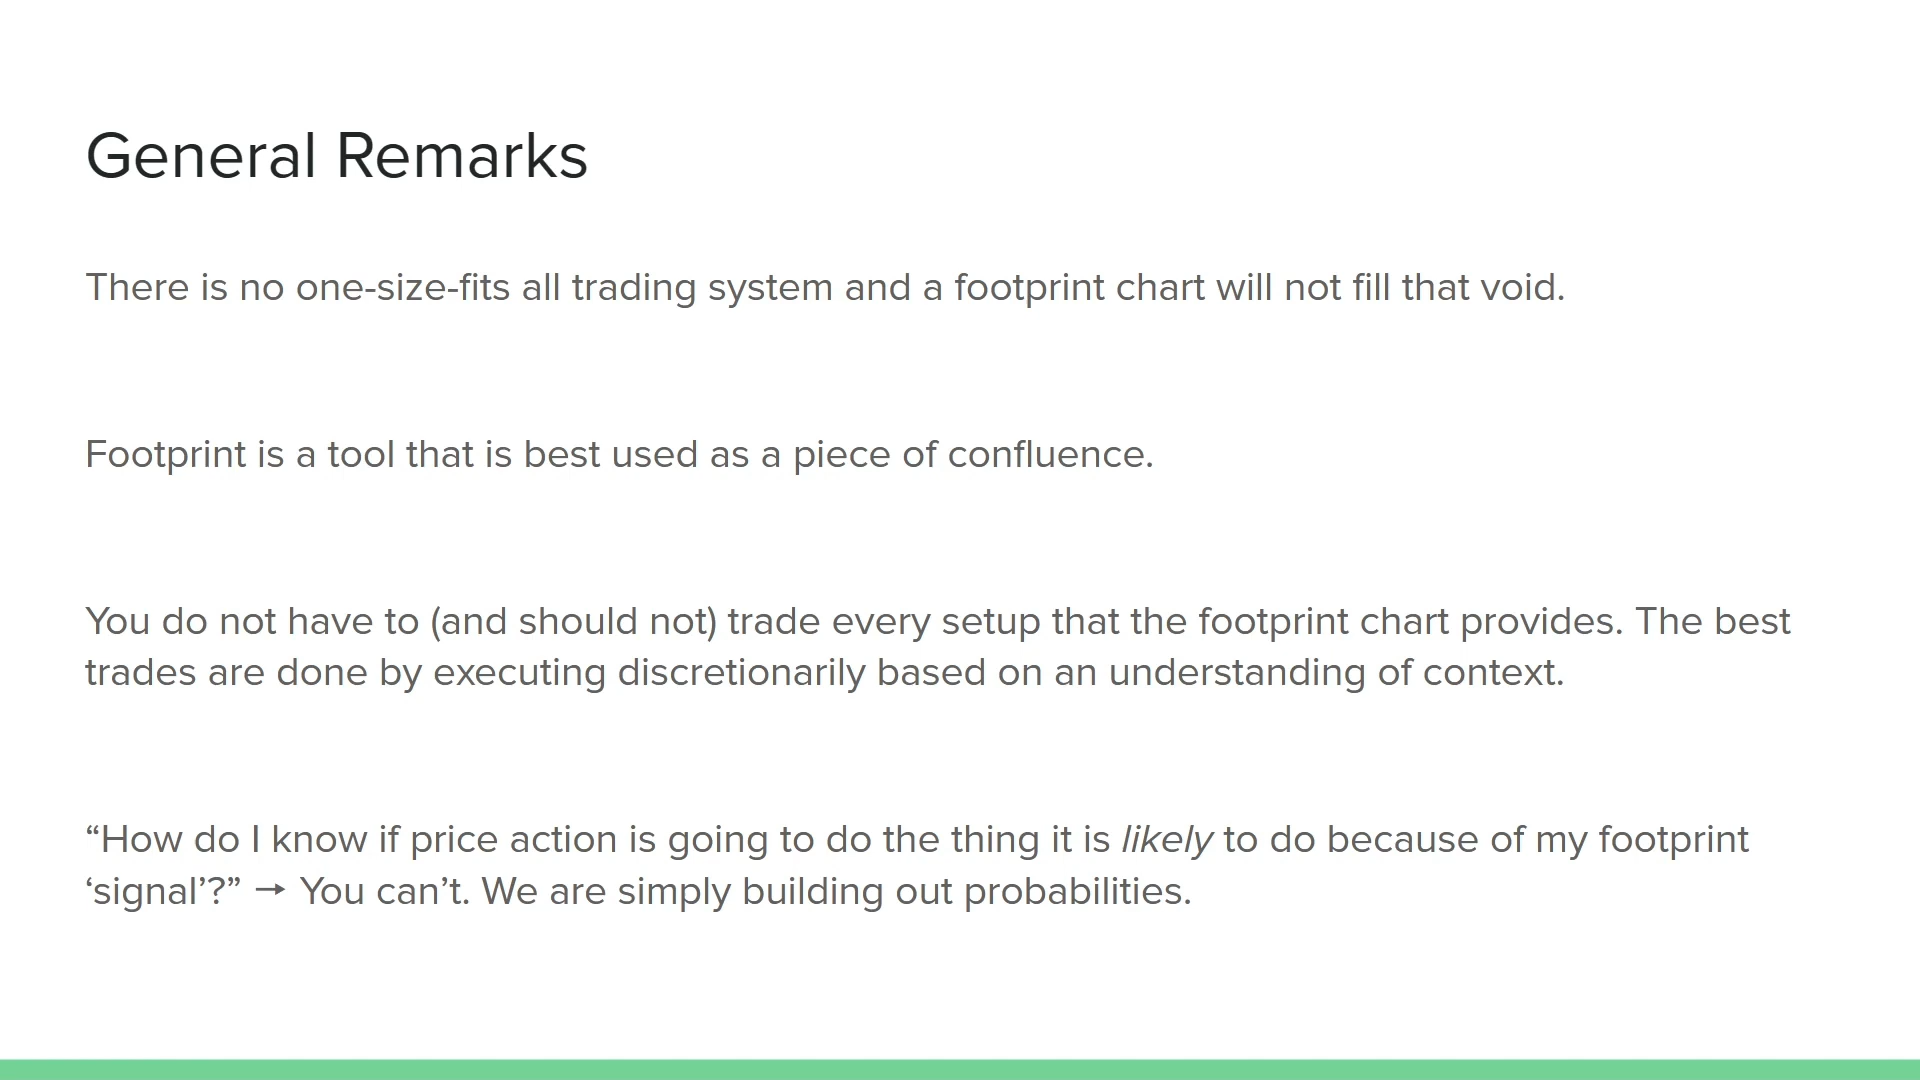 General Remarks
There is no one-size-fits all trading system and a footprint chart will not fill that void.
Footprint is a tool that is best used as a piece of confluence.
You do not have to (and should not) trade every setup that the footprint chart provides. The best
trades are done by executing discretionarily based on an understanding of context.
“How do I know if price action is going to do the thing it is likely to do because of my footprint
‘signal’?” → You can’t. We are simply building out probabilities.